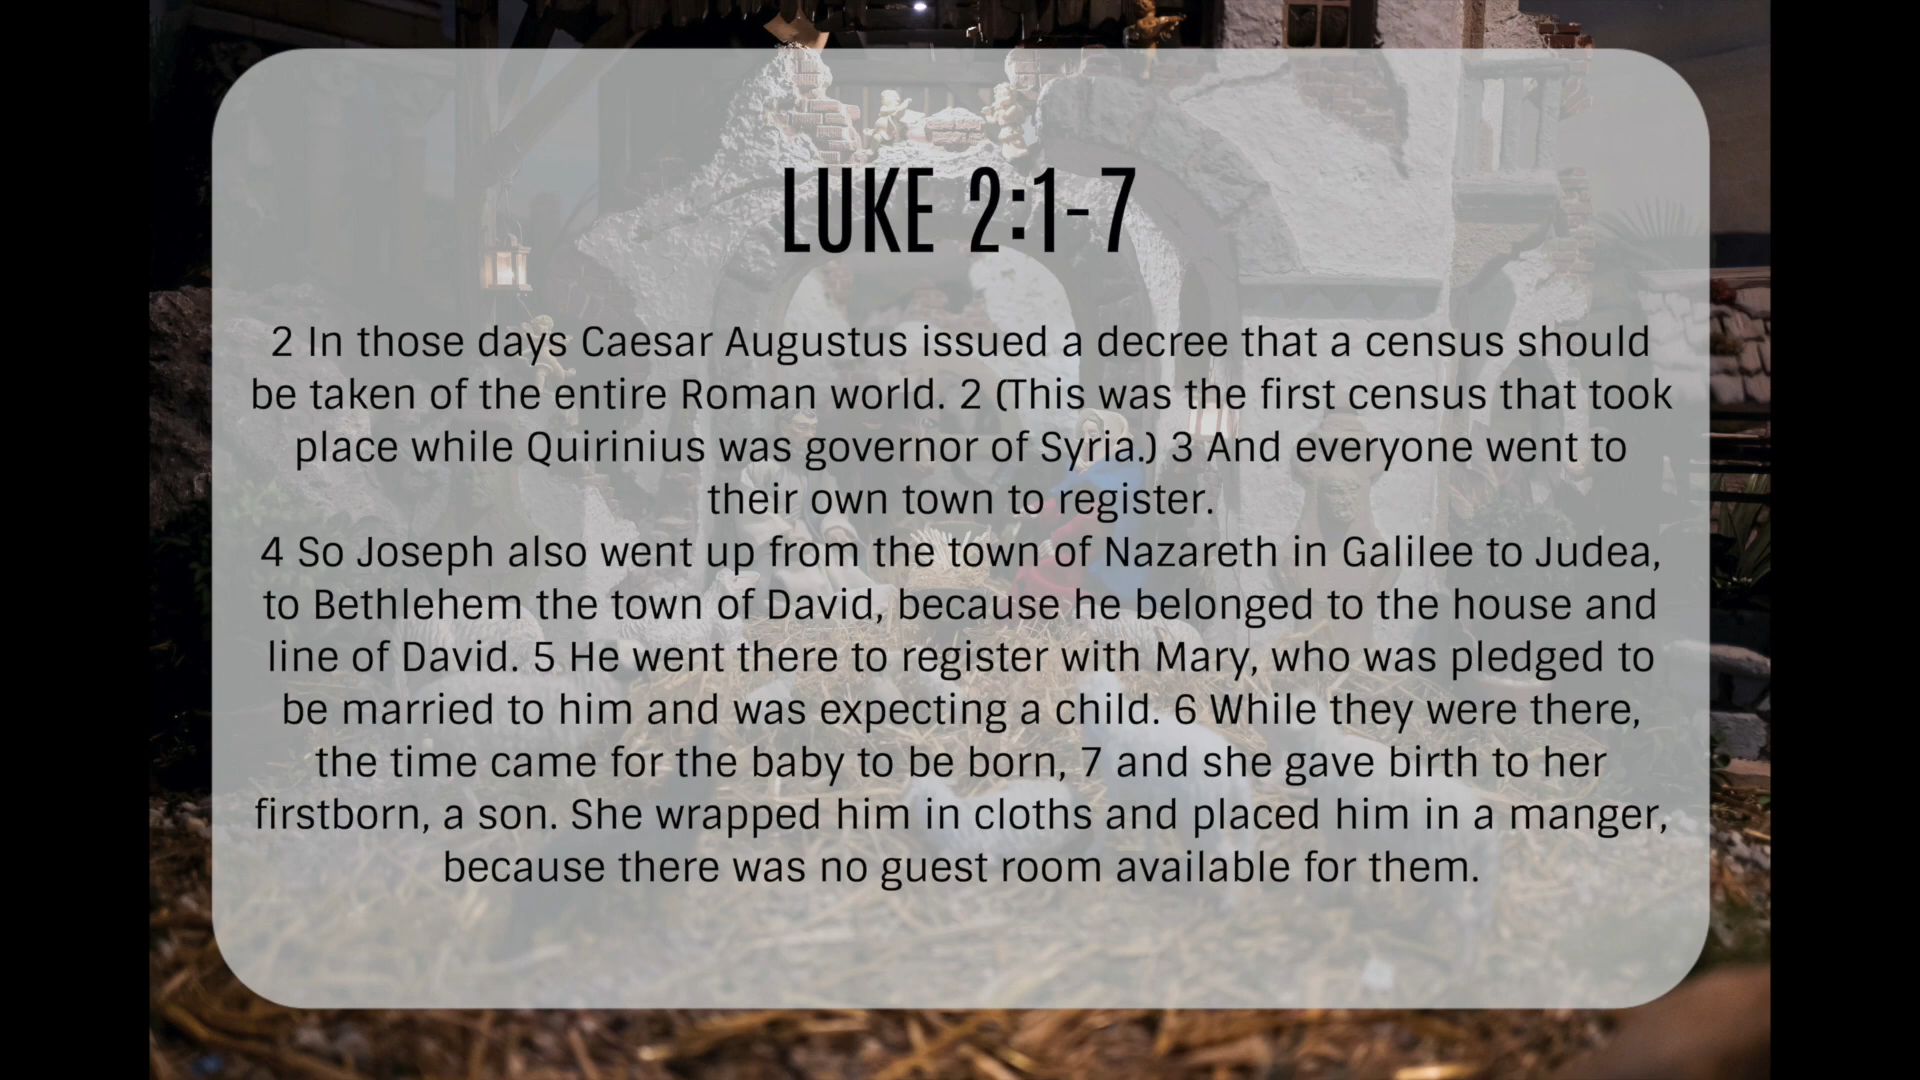 LUKE 2:1-7
2 In those days Caesar Augustus issued a decree that a census should
be taken of the entire Roman world. 2 (This was the first census that took
place while Quirinius was governor of Syria.) 3 And everyone went to
their own town to register.
4 So Joseph also went up from the town of Nazareth in Galilee to Judea,
to Bethlehem the town of David, because he belonged to the house and
line of David. 5 He went there to register with Mary, who was pledged to
be married to him and was expecting a child. 6 While they were there,
the time came for the baby to be born, 7 and she gave birth to her
firstborn, a son. She wrapped him in cloths and placed him in a manger,
because there was no guest room available for them.